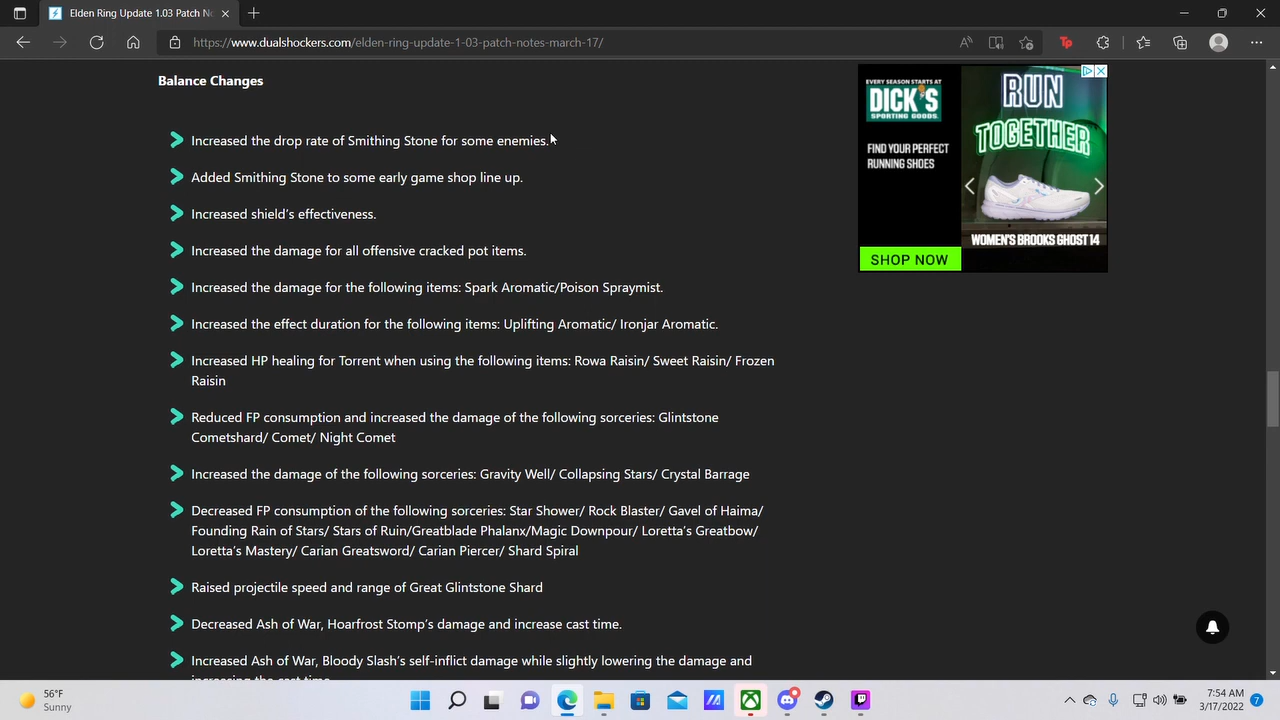 Elden Ring Update 1.03 Patch No
https://www.dualshockers.com/elden-ring-update-1-03-patch-notes-march-17/
Balance Changes
Increased the drop rate of Smithing Stone for some enemies.
Added Smithing Stone to some early game shop line up.
Increased shield's effectiveness.
Increased the damage for all offensive cracked pot items.
Increased the damage for the following items: Spark Aromatic/Poison Spraymist.
Increased the effect duration for the following items: Uplifting Aromatic/ Ironjar Aromatic.
Increased HP healing for Torrent when using the following items: Rowa Raisin/ Sweet Raisin/ Frozen
Raisin
Reduced FP consumption and increased the damage of the following sorceries: Glintstone
Cometshard/ Comet/ Night Comet
Increased the damage of the following sorceries: Gravity Well/ Collapsing Stars/ Crystal Barrage
Decreased FP consumption of the following sorceries: Star Shower/ Rock Blaster/ Gavel of Haima/
Founding Rain of Stars/ Stars of Ruin/Greatblade Phalanx/Magic Downpour/ Loretta's Greatbow/
Loretta's Mastery/ Carian Greatsword/ Carian Piercer/ Shard Spiral
Raised projectile speed and range of Great Glintstone Shard
Decreased Ash of War, Hoarfrost Stomp's damage and increase cast time.
Increased Ash of War, Bloody Slash's self-inflict damage while slightly lowering the damage and
increasing the cast time.
EVERY SEASON STARTS AT
DICK'S
SPORTING GOODS.
FIND YOUR PERFECT
RUNNING SHOES
SHOP NOW
RUN
TOGETHER
WOMEN'S BROOKS GHOST 14
56°F
Sunny
7:54 AM
3/17/2022
7